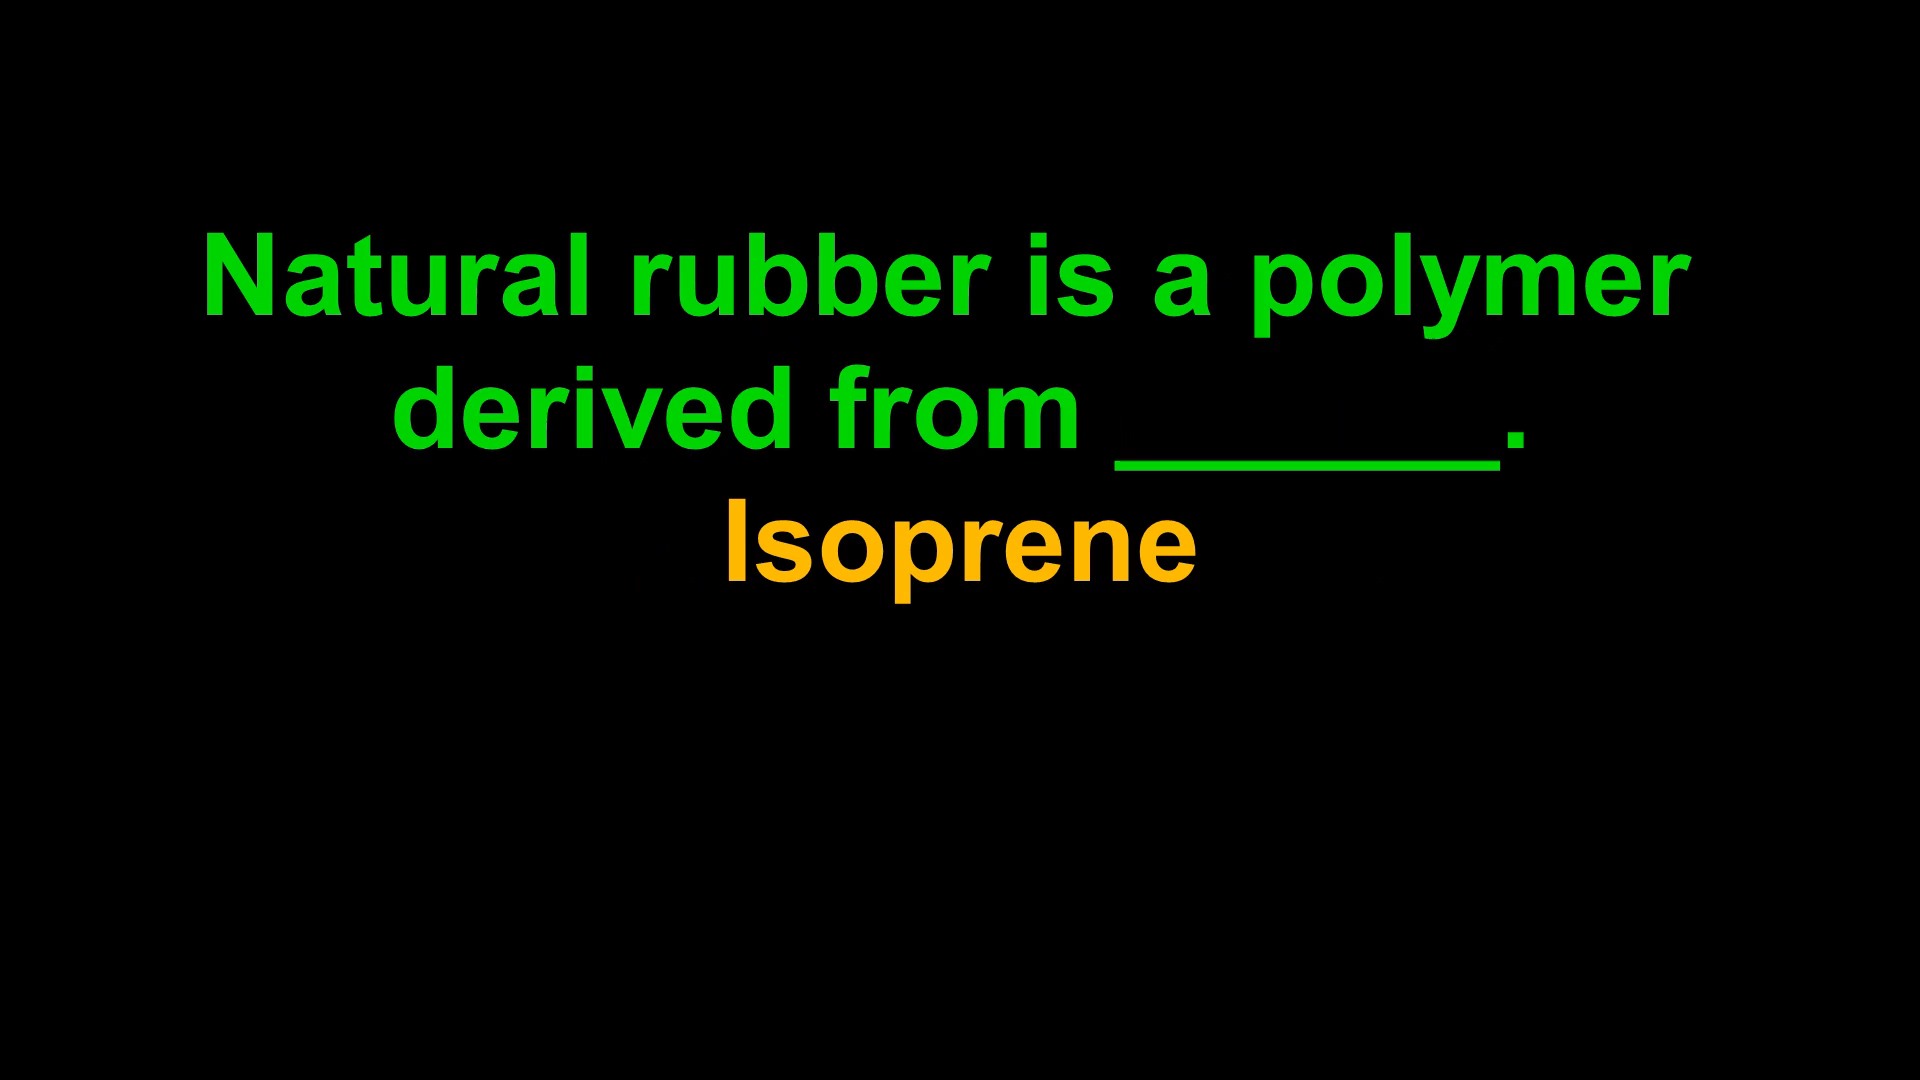 Natural rubber is a polymer
derived from _______.
Isoprene